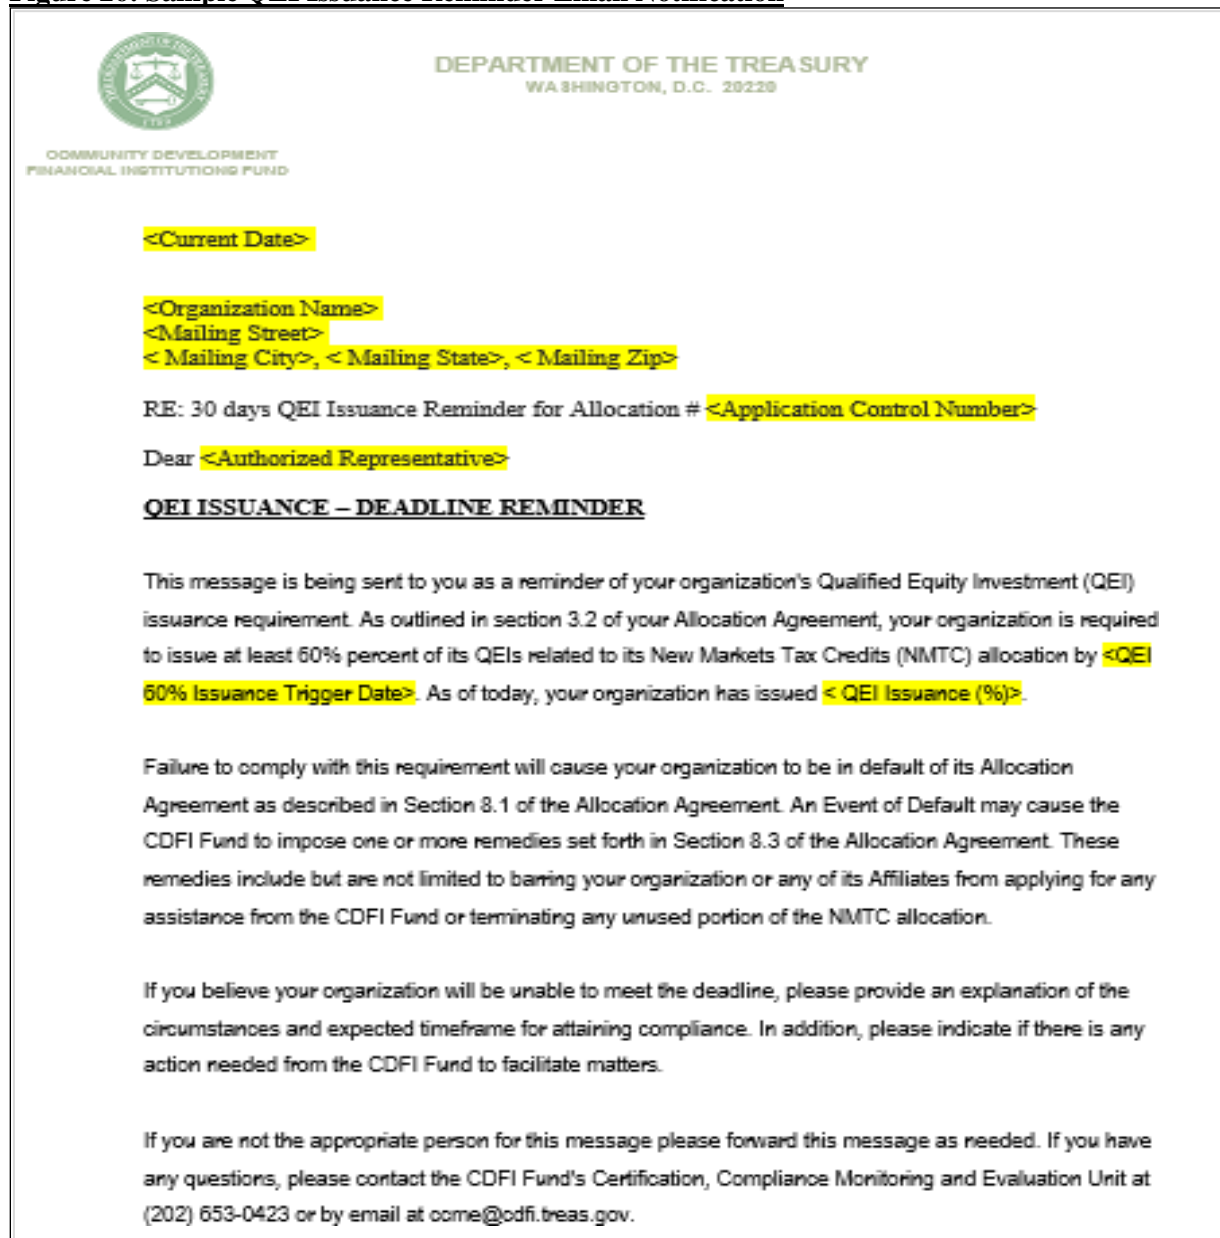 Figure 20: Sample QEI Issuance Reminder Email Notification
DEPARTMENT OF THE TREASURY
WASHINGTON, D.C. 20220
COMMUNITY DEVELOPMENT
FINANCIAL INSTITUTIONS FUND
<Current Date>
<Organization Name>
<Mailing Street>
< Mailing City>, < Mailing State>, < Mailing Zip>
RE: 30 days QEI Issuance Reminder for Allocation # <Application Control Number>
Dear <Authorized Representative>
QEI ISSUANCE – DEADLINE REMINDER
This message is being sent to you as a reminder of your organization's Qualified Equity Investment (QEI)
issuance requirement. As outlined in section 3.2 of your Allocation Agreement, your organization is required
to issue at least 60% percent of its QEIs related to its New Markets Tax Credits (NMTC) allocation by <QEI
60% Issuance Trigger Date>. As of today, your organization has issued < QEI Issuance (%)>.
Failure to comply with this requirement will cause your organization to be in default of its Allocation
Agreement as described in Section 8.1 of the Allocation Agreement. An Event of Default may cause the
CDFI Fund to impose one or more remedies set forth in Section 8.3 of the Allocation Agreement. These
remedies include but are not limited to barring your organization or any of its Affiliates from applying for any
assistance from the CDFI Fund or terminating any unused portion of the NMTC allocation.
If you believe your organization will be unable to meet the deadline, please provide an explanation of the
circumstances and expected timeframe for attaining compliance. In addition, please indicate if there is any
action needed from the CDFI Fund to facilitate matters.
If you are not the appropriate person for this message please forward this message as needed. If you have
any questions, please contact the CDFI Fund's Certification, Compliance Monitoring and Evaluation Unit at
(202) 653-0423 or by email at ccme@cdfi.treas.gov.